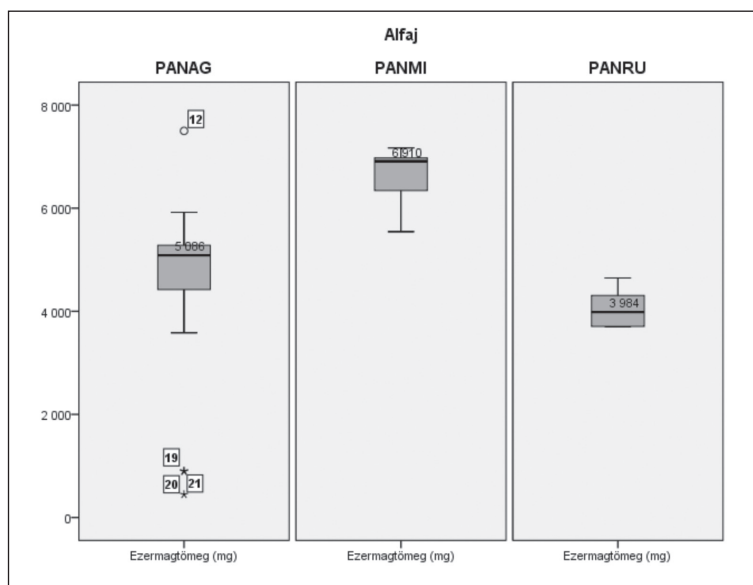 Alfaj
PANAG
PANMI
PANRU
8 000
6 000
4 000
2 000
0
12
5 086
19
20
21
6 910
3 984
Ezermagtömeg (mg)
Ezermagtömeg (mg)
Ezermagtömeg (mg)